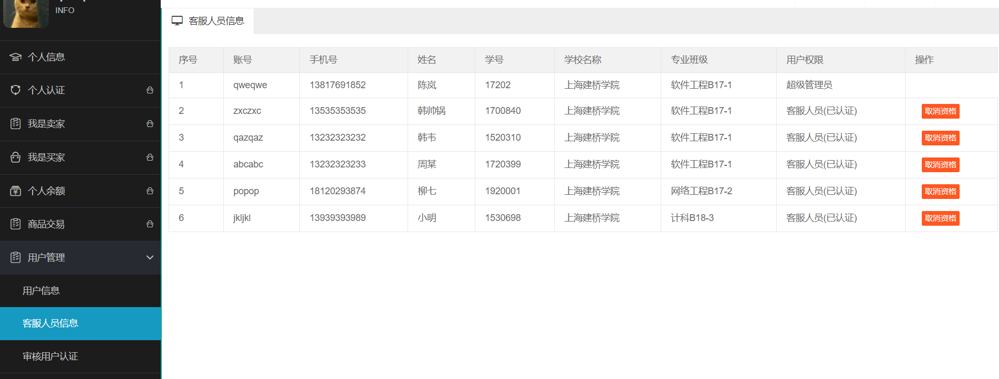 INFO
个人信息
个人认证
我是卖家
我是买家
个人余额
商品交易
用户管理
用户信息
客服人员信息
审核用户认证
客服人员信息
序号 账号 手机号 姓名 学号 学校名称 专业班级 用户权限 操作
1 qweqwe 13817691852 陈岚 17202 上海建桥学院 软件工程B17-1 超级管理员
2 zxczxc 13535353535 韩帅锅 1700840 上海建桥学院 软件工程B17-1 客服人员(已认证) 取消资格
3 qazqaz 13232323232 韩韦 1520310 上海建桥学院 软件工程B17-1 客服人员(已认证) 取消资格
4 abcabc 13232323233 周某 1720399 上海建桥学院 软件工程B17-1 客服人员(已认证) 取消资格
5 popop 18120293874 柳七 1920001 上海建桥学院 网络工程B17-2 客服人员(已认证) 取消资格
6 jkljkl 13939393989 小明 1530698 上海建桥学院 计科B18-3 客服人员(已认证) 取消资格